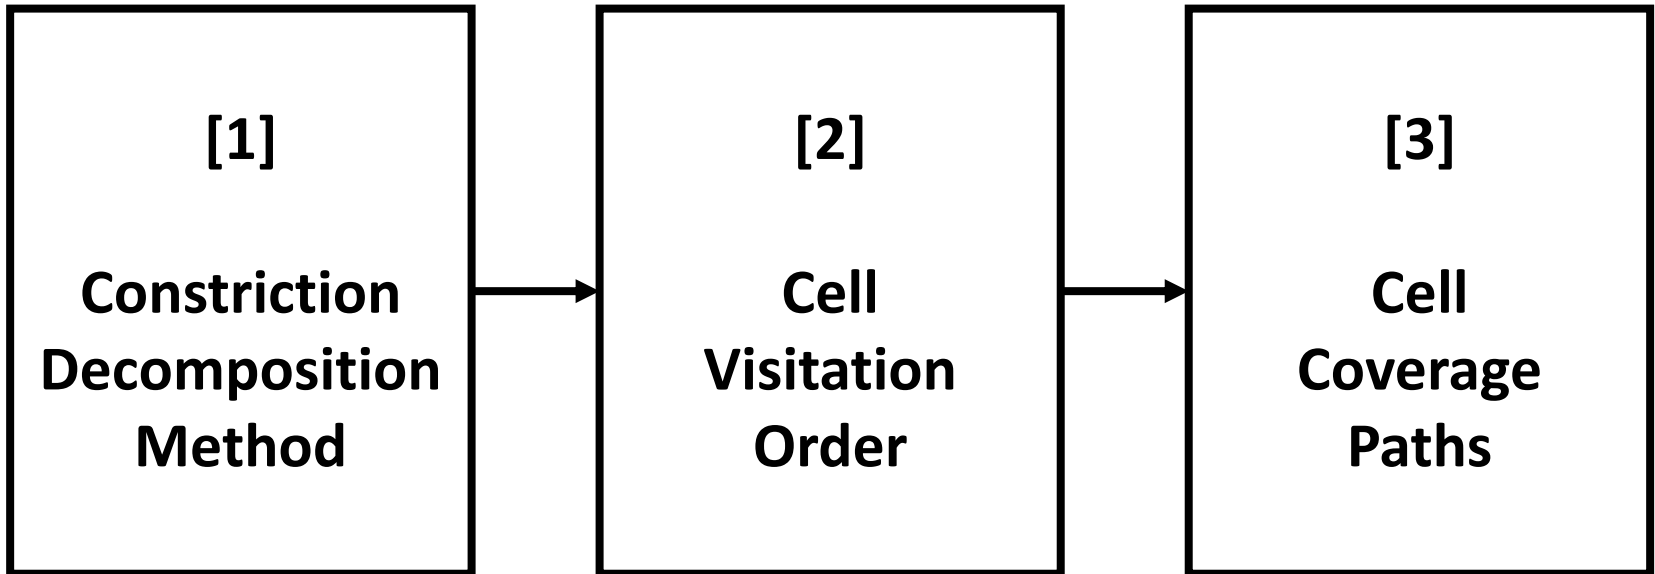 [1]
Constriction
Decomposition
Method
[2]
Cell
Visitation
Order
[3]
Cell
Coverage
Paths